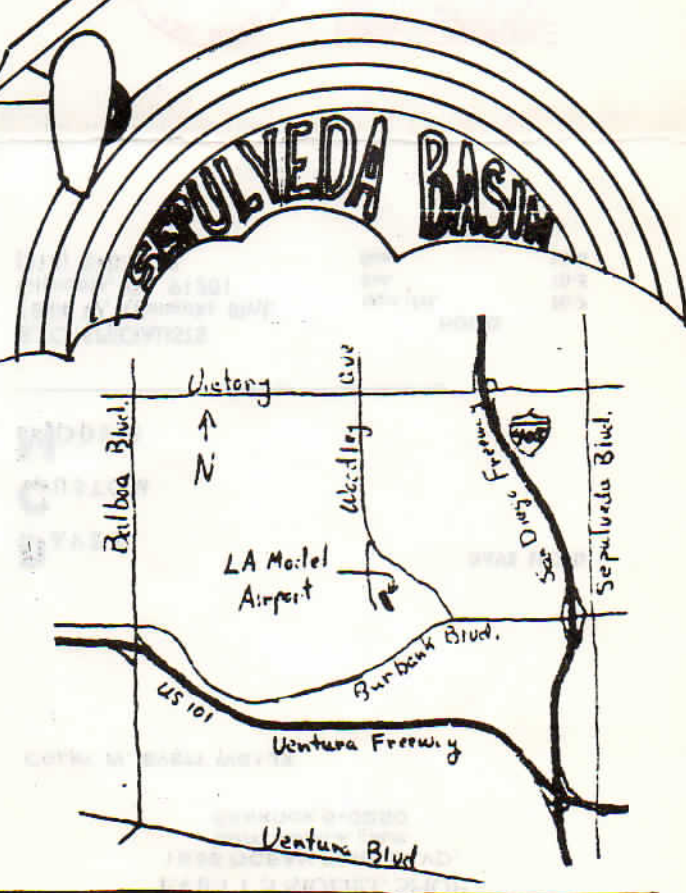 SEPULVEDA BASIN
Victory
Ave
Woodley
N
Balboa Blvd.
San Diego Freeway
405
Sepulveda Blvd.
LA Model
Airport
Burbank Blvd.
US 101
Ventura Freeway
Ventura Blvd